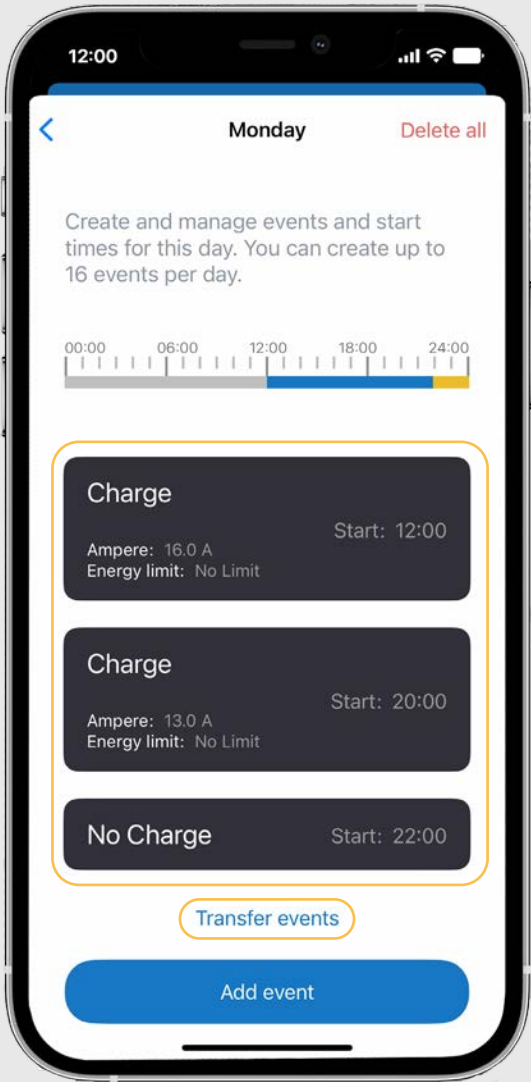 12:00
Monday
Delete all
Create and manage events and start
times for this day. You can create up to
16 events per day.
00:00 06:00 12:00 18:00 24:00
Charge
Start: 12:00
Ampere: 16.0 A
Energy limit: No Limit
Charge
Start: 20:00
Ampere: 13.0 A
Energy limit: No Limit
No Charge
Start: 22:00
Transfer events
Add event